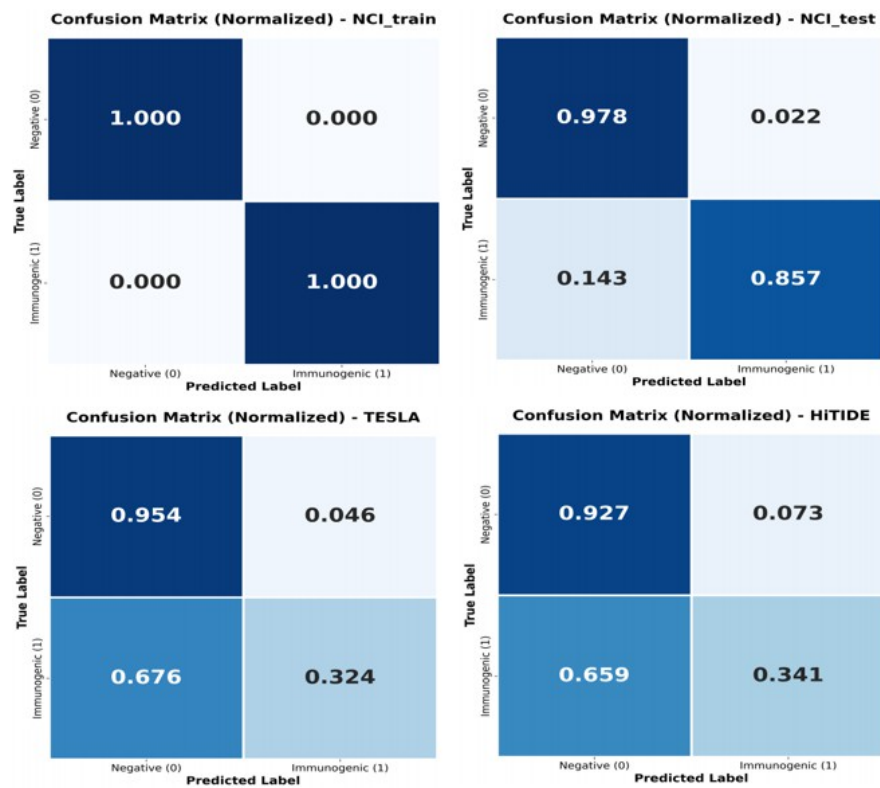 Confusion Matrix (Normalized) - NCI_train
True Label
Negative (0)
Immunogenic (1)
1.000 0.000
0.000 1.000
Negative (0) Immunogenic (1)
Predicted Label
Confusion Matrix (Normalized) - NCI_test
True Label
Negative (0)
Immunogenic (1)
0.978 0.022
0.143 0.857
Negative (0) Immunogenic (1)
Predicted Label
Confusion Matrix (Normalized) - TESLA
True Label
Negative (0)
Immunogenic (1)
0.954 0.046
0.676 0.324
Negative (0) Immunogenic (1)
Predicted Label
Confusion Matrix (Normalized) - HiTIDE
True Label
Negative (0)
Immunogenic (1)
0.927 0.073
0.659 0.341
Negative (0) Immunogenic (1)
Predicted Label